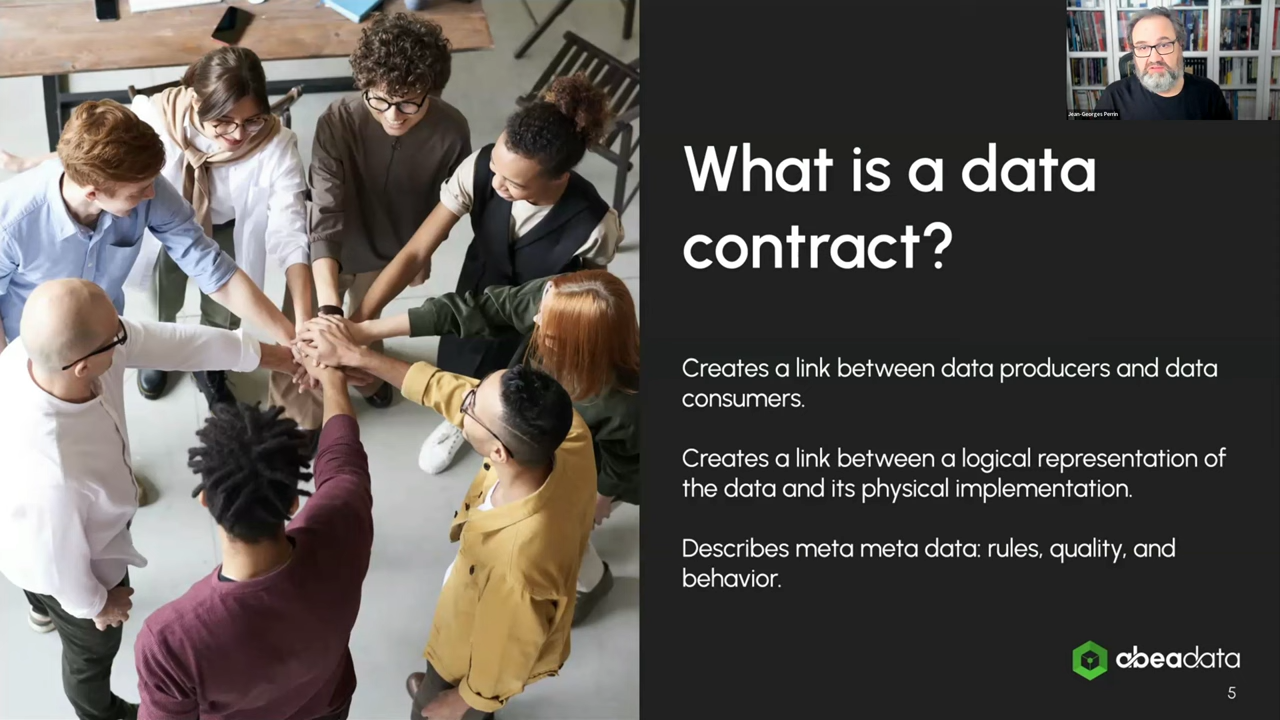 Jean-Georges Perrin
What is a data
contract?
Creates a link between data producers and data
consumers.
Creates a link between a logical representation of
the data and its physical implementation.
Describes meta meta data: rules, quality, and
behavior.
abeadata
5